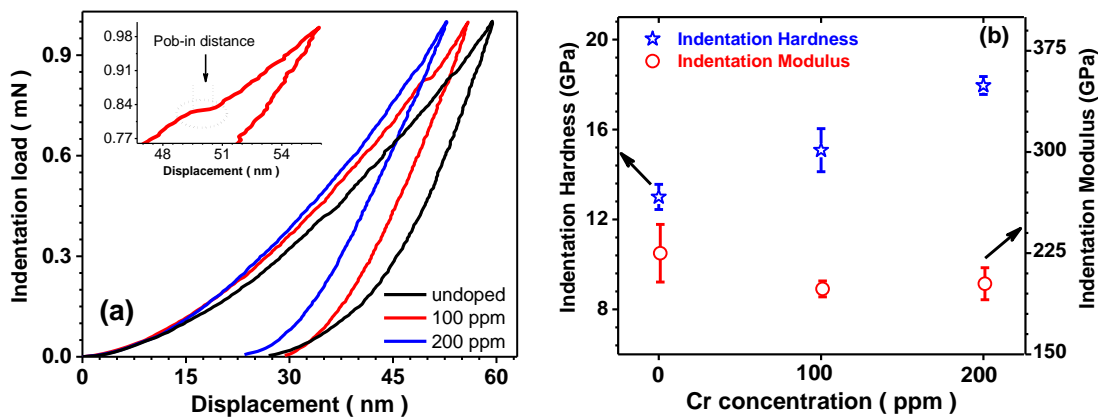 0.98
0.91
0.84
0.77
48
51
54
Displacement ( nm )
Pob-in distance
0.9
0.6
0.3
0.0
Indentation load ( mN )
(a)
undoped
100 ppm
200 ppm
0
15
30
45
60
Displacement ( nm )
(b)
Indentation Hardness
Indentation Modulus
20
16
12
8
Indentation Hardness (GPa)
375
300
225
150
Indentation Modulus (GPa)
0
100
200
Cr concentration ( ppm )